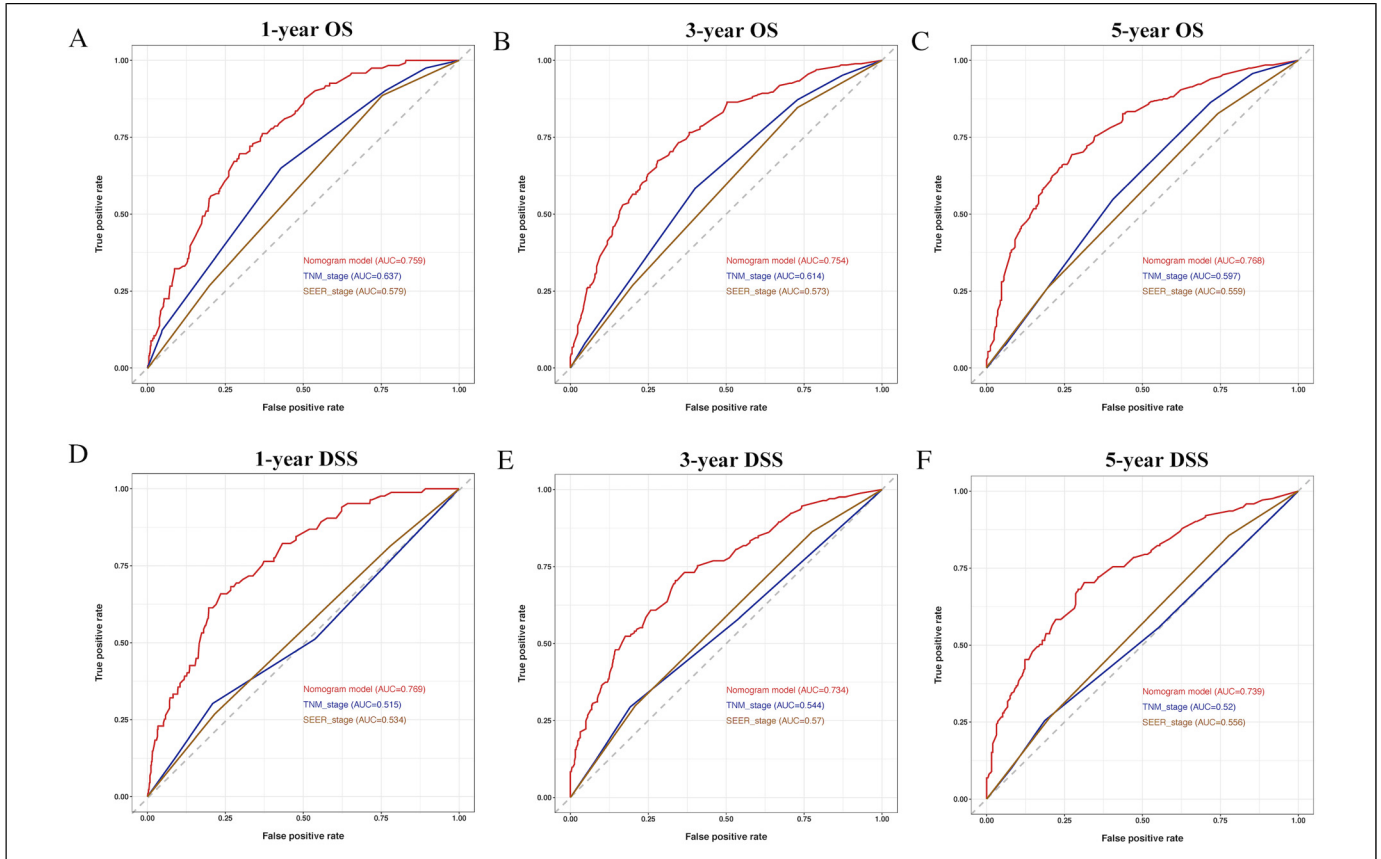 A
1-year OS
1.00
0.75
0.50
0.25
0.00
True positive rate
Nomogram model (AUC=0.759)
TNM_stage (AUC=0.637)
SEER_stage (AUC=0.579)
0.00 0.25 0.50 0.75 1.00
False positive rate
B
3-year OS
1.00
0.75
0.50
0.25
0.00
True positive rate
Nomogram model (AUC=0.754)
TNM_stage (AUC=0.614)
SEER_stage (AUC=0.573)
0.00 0.25 0.50 0.75 1.00
False positive rate
C
5-year OS
1.00
0.75
0.50
0.25
0.00
True positive rate
Nomogram model (AUC=0.768)
TNM_stage (AUC=0.597)
SEER_stage (AUC=0.559)
0.00 0.25 0.50 0.75 1.00
False positive rate
D
1-year DSS
1.00
0.75
0.50
0.25
0.00
True positive rate
Nomogram model (AUC=0.769)
TNM_stage (AUC=0.515)
SEER_stage (AUC=0.534)
0.00 0.25 0.50 0.75 1.00
False positive rate
E
3-year DSS
1.00
0.75
0.50
0.25
0.00
True positive rate
Nomogram model (AUC=0.734)
TNM_stage (AUC=0.544)
SEER_stage (AUC=0.57)
0.00 0.25 0.50 0.75 1.00
False positive rate
F
5-year DSS
1.00
0.75
0.50
0.25
0.00
True positive rate
Nomogram model (AUC=0.739)
TNM_stage (AUC=0.52)
SEER_stage (AUC=0.556)
0.00 0.25 0.50 0.75 1.00
False positive rate